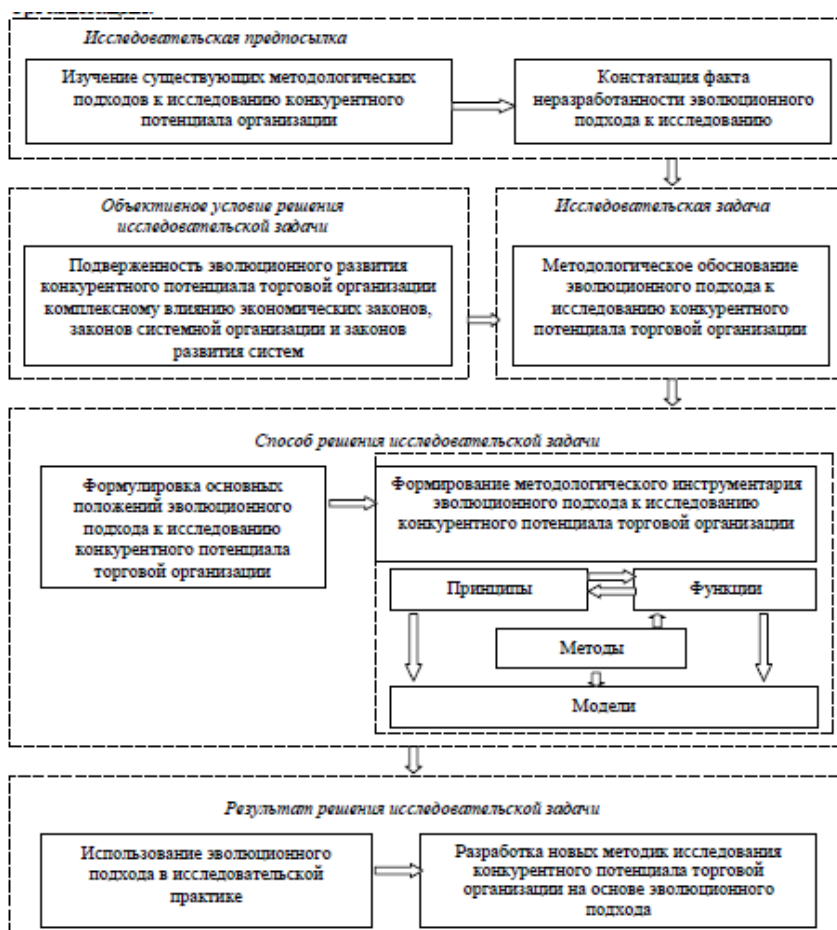 Исследовательская предпосылка
Изучение существующих методологических
подходов к исследованию конкурентного
потенциала организации
Констатация факта
неразработанности эволюционного
подхода к исследованию
Объективное условие решения
исследовательской задачи
Подверженность эволюционного развития
конкурентного потенциала торговой организации
комплексному влиянию экономических законов,
законов системной организации и законов
развития систем
Исследовательская задача
Методологическое обоснование
эволюционного подхода к
исследованию конкурентного
потенциала торговой организации
Способ решения исследовательской задачи
Формулировка основных
положений эволюционного
подхода к исследованию
конкурентного потенциала
торговой организации
Формирование методологического инструментария
эволюционного подхода к исследованию
конкурентного потенциала торговой организации
Принципы
Функции
Методы
Модели
Результат решения исследовательской задачи
Использование эволюционного
подхода в исследовательской
практике
Разработка новых методик исследования
конкурентного потенциала торговой
организации на основе эволюционного
подхода